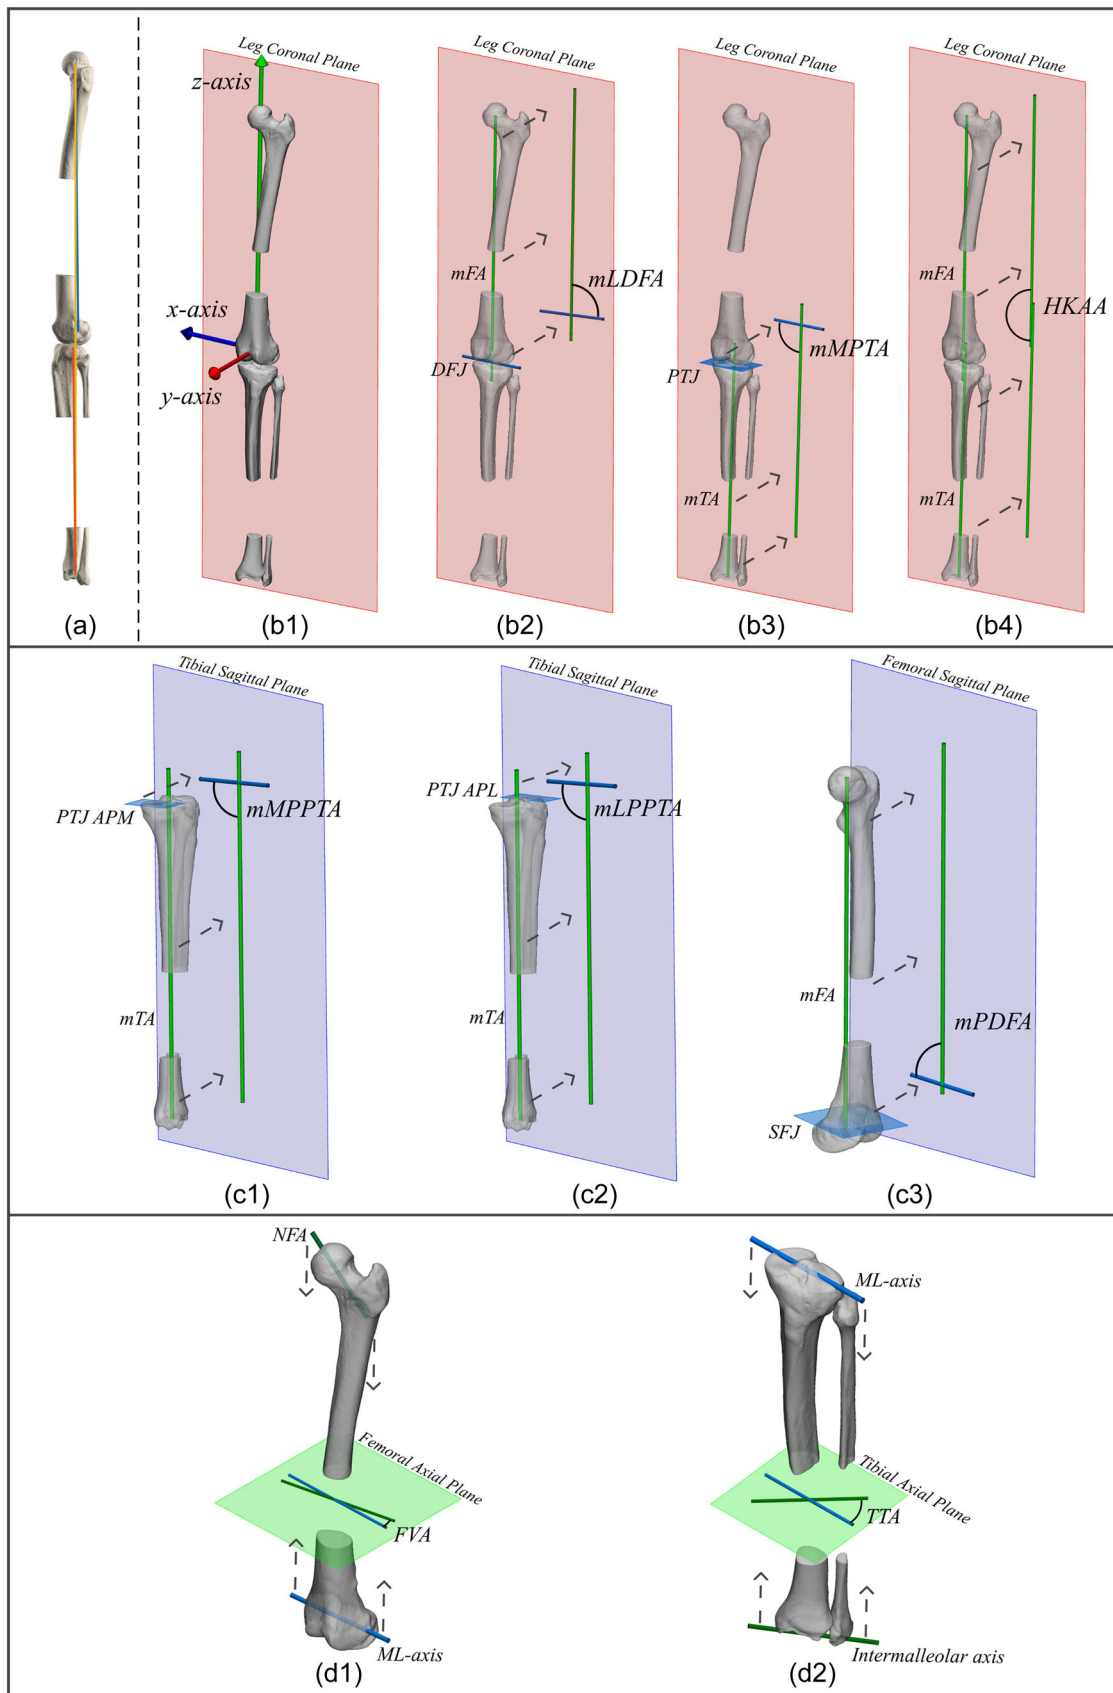 Leg Coronal Plane
z-axis
x-axis
y-axis
Leg Coronal Plane
mFA
mLDFA
DFJ
Leg Coronal Plane
mMPTA
PTJ
mTA
Leg Coronal Plane
mFA
HKAA
mTA
(a)
(b1)
(b2)
(b3)
(b4)
Tibial Sagittal Plane
PTJ APM
mMPPTA
mTA
Tibial Sagittal Plane
PTJ APL
mLPPTA
mTA
Femoral Sagittal Plane
mFA
mPDFA
SFJ
(c1)
(c2)
(c3)
NFA
Femoral Axial Plane
FVA
ML-axis
ML-axis
Tibial Axial Plane
TTA
Intermalleolar axis
(d1)
(d2)